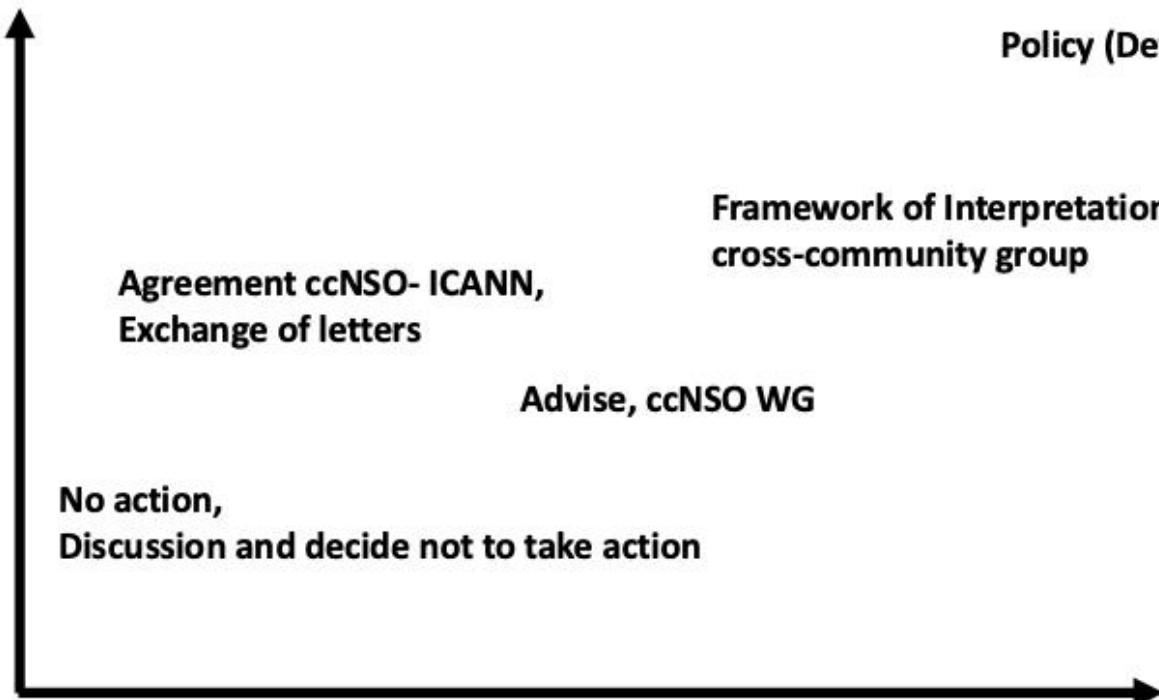 Policy (De
Framework of Interpretation
cross-community group
Agreement ccNSO- ICANN,
Exchange of letters
Advise, ccNSO WG
No action,
Discussion and decide not to take action